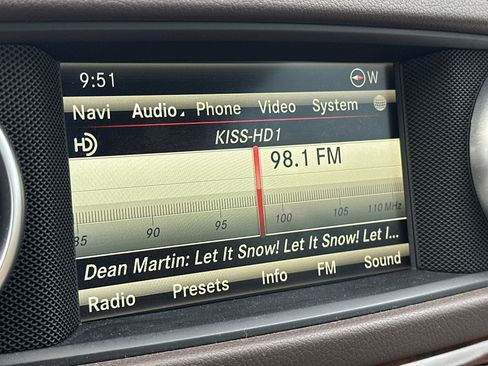 9:51 W
Navi Audio Phone Video System
HD KISS-HD1
98.1 FM
85 90 95 100 105 110 MHz
Dean Martin: Let It Snow! Let It Snow! Let I...
Radio Presets Info FM Sound